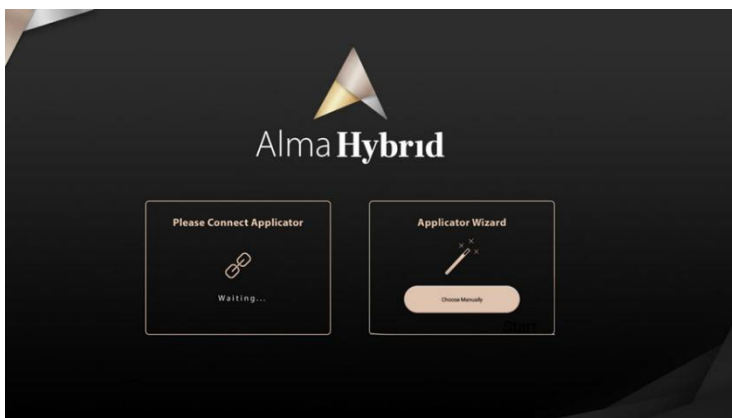 Alma Hybrid
Please Connect Applicator
Waiting...
Applicator Wizard
Choose Manually
Start